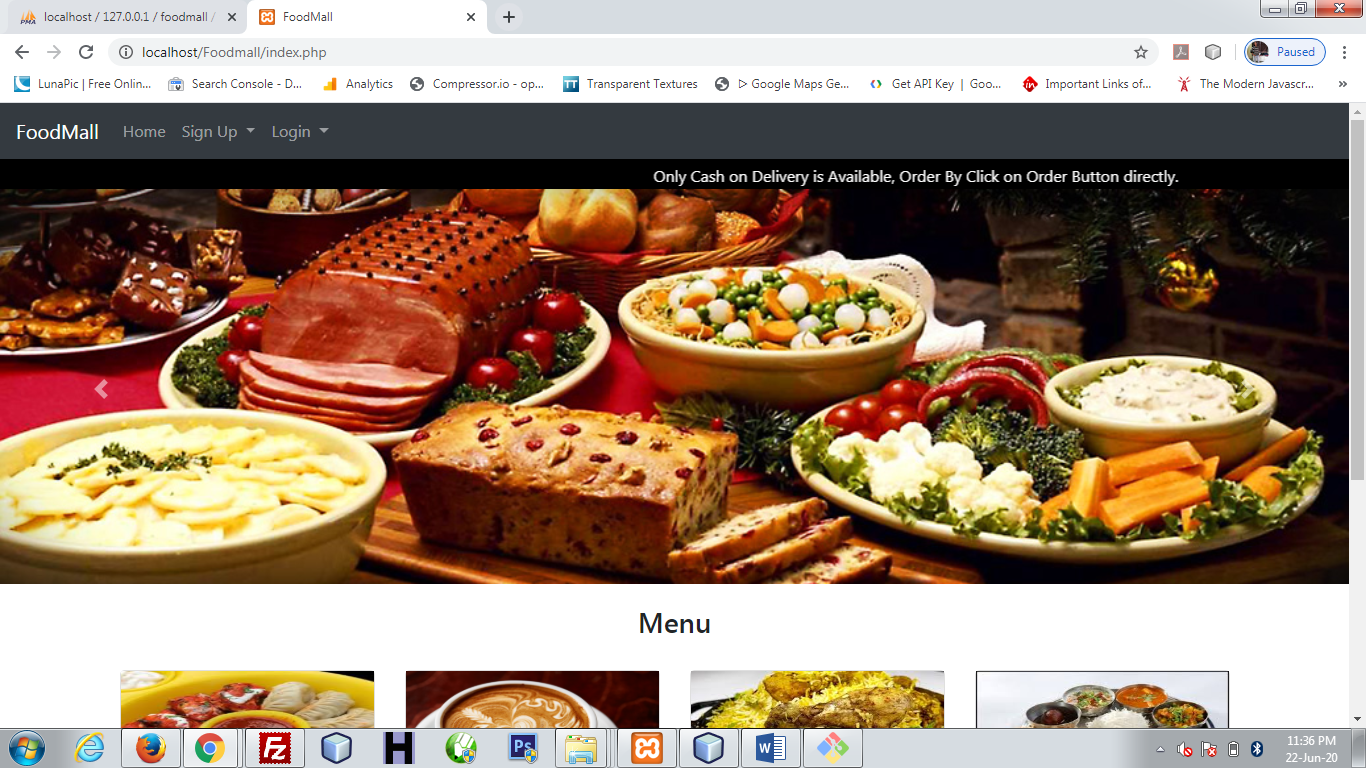 localhost / 127.0.0.1 / foodmall /
FoodMall
localhost/Foodmall/index.php
Paused
LunaPic | Free Onlin...
Search Console - D...
Analytics
Compressor.io - op...
Transparent Textures
Google Maps Ge...
Get API Key | Goo...
Important Links of...
The Modern Javascr...
FoodMall Home Sign Up Login
Only Cash on Delivery is Available, Order By Click on Order Button directly.
Menu
11:36 PM
22-Jun-20